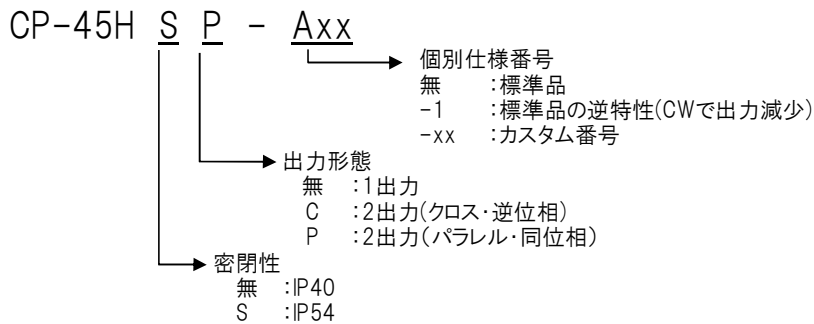 CP-45H S P - Axx
個別仕様番号
無 :標準品
-1 :標準品の逆特性(CWで出力減少)
-xx :カスタム番号
出力形態
無 :1出力
C :2出力(クロス・逆位相)
P :2出力(パラレル・同位相)
密閉性
無 :IP40
S :IP54